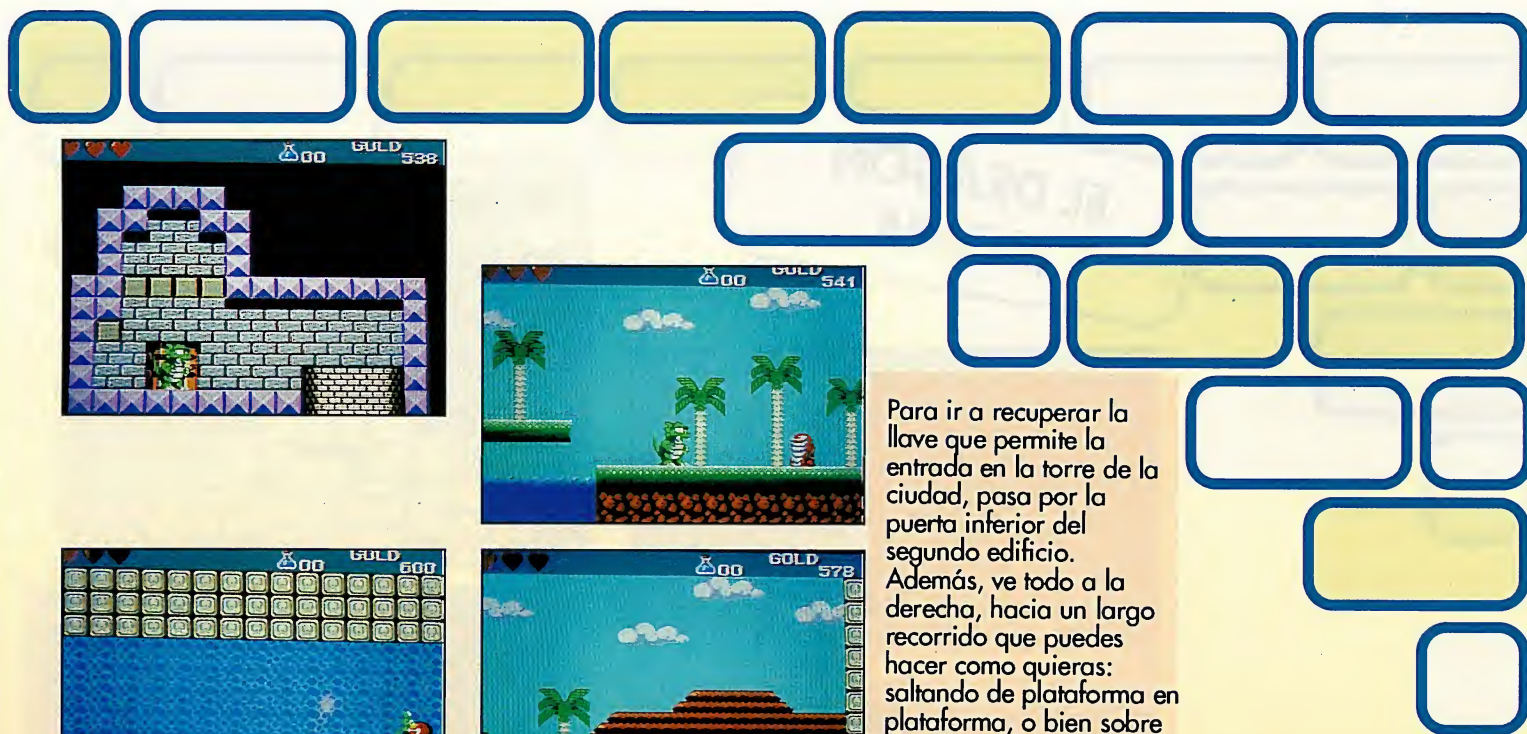 GOLD
00
538
GOLD
00
541
GOLD
00
600
GOLD
00
578
Para ir a recuperar la
llave que permite la
entrada en la torre de la
ciudad, pasa por la
puerta inferior del
segundo edificio.
Además, ve todo a la
derecha, hacia un largo
recorrido que puedes
hacer como quieras:
saltando de plataforma en
plataforma, o bien sobre